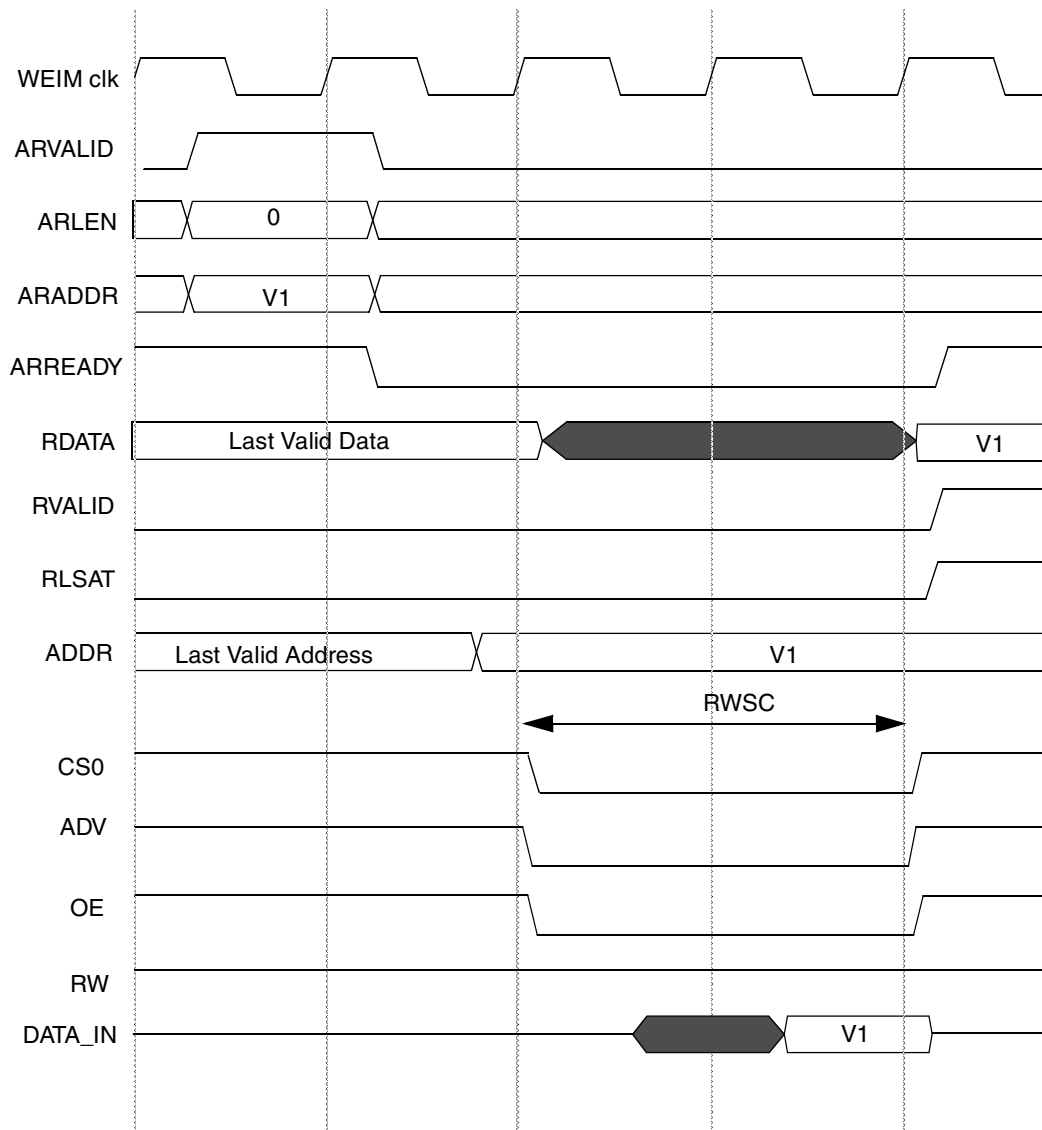 WEIM clk
ARVALID
ARLEN 0
ARADDR V1
ARREADY
RDATA Last Valid Data V1
RVALID
RLSAT
ADDR Last Valid Address V1
RWSC
CS0
ADV
OE
RW
DATA_IN V1